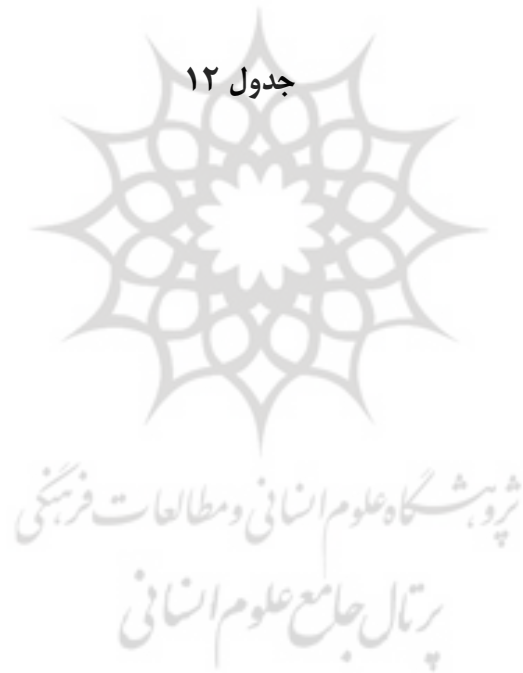 جدول ۱۲
پژوهشگاه علوم انسانی و مطالعات فرهنگی
پرتال جامع علوم انسانی